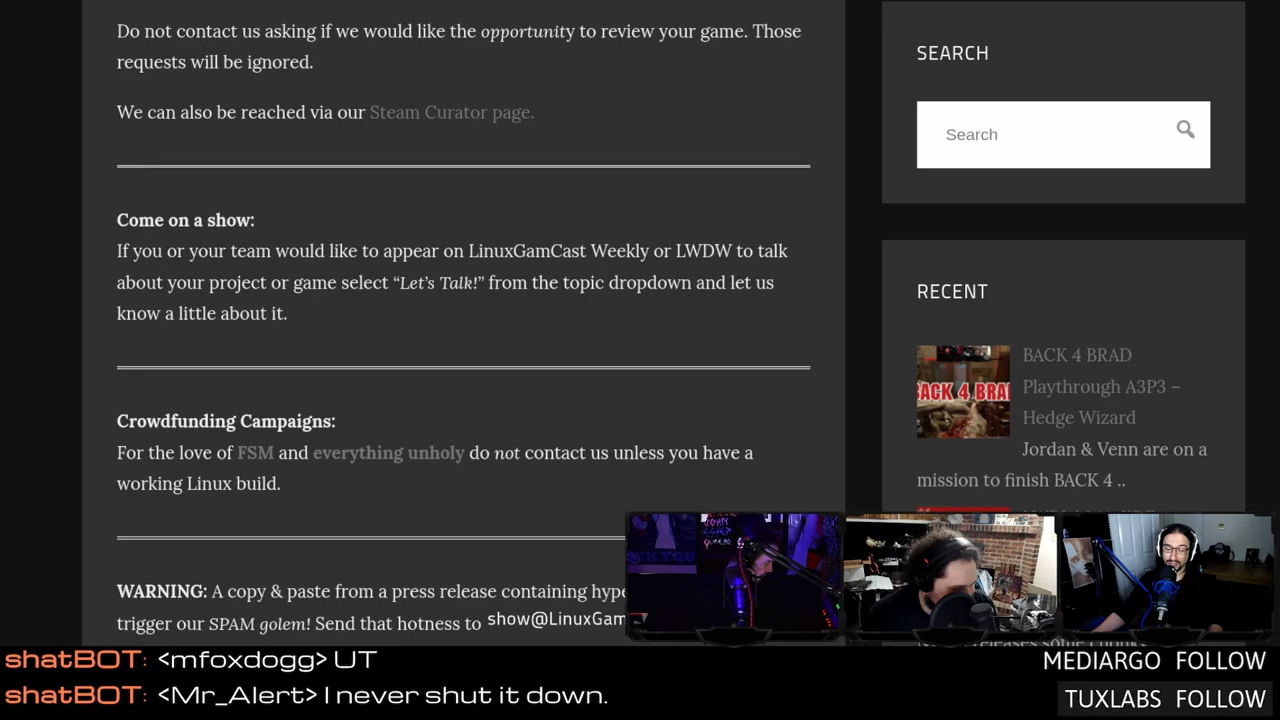 Do not contact us asking if we would like the opportunity to review your game. Those
requests will be ignored.
We can also be reached via our Steam Curator page.
Come on a show:
If you or your team would like to appear on LinuxGamCast Weekly or LWDW to talk
about your project or game select “Let’s Talk!” from the topic dropdown and let us
know a little about it.
Crowdfunding Campaigns:
For the love of FSM and everything unholy do not contact us unless you have a
working Linux build.
WARNING: A copy & paste from a press release containing hype
trigger our SPAM golem! Send that hotness to show@LinuxGam
SEARCH
Search
RECENT
BACK 4 BRAD
BACK 4 BRAD
Playthrough A3P3 –
Hedge Wizard
Jordan & Venn are on a
mission to finish BACK 4 ..
shatBOT: <mfoxdogg> UT
shatBOT: <Mr_Alert> I never shut it down.
MEDIARGO FOLLOW
TUXLABS FOLLOW